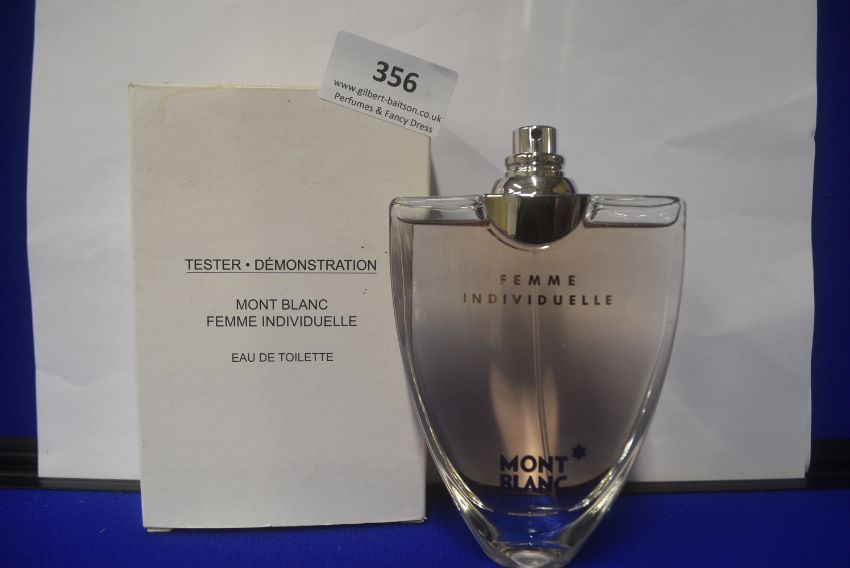 356
www.gilbert-baitson.co.uk
Perfumes & Fancy Dress
TESTER • DÉMONSTRATION
MONT BLANC
FEMME INDIVIDUELLE
EAU DE TOILETTE
FEMME
INDIVIDUELLE
MONT
BLANC